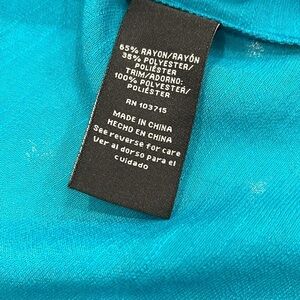 65% RAYON/RAYÓN
35% POLYESTER/
POLIÉSTER
TRIM/ADORNO:
100% POLYESTER/
POLIÉSTER
RN 103715
MADE IN CHINA
HECHO EN CHINA
See reverse for care
Ver al dorso para el
cuidado